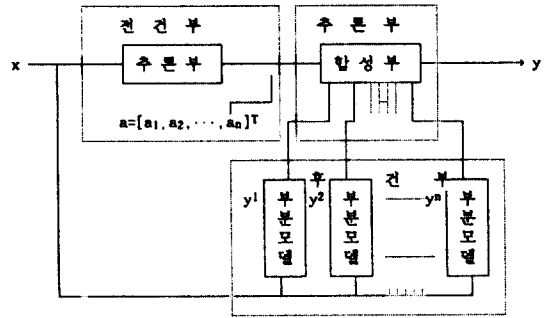 전 건 부
추 론 부
x
추 론 부
합 성 부
y
a=[a1, a2, ···, an]T
후 건 부
y1
부분모델
y2
부분모델
yn
부분모델